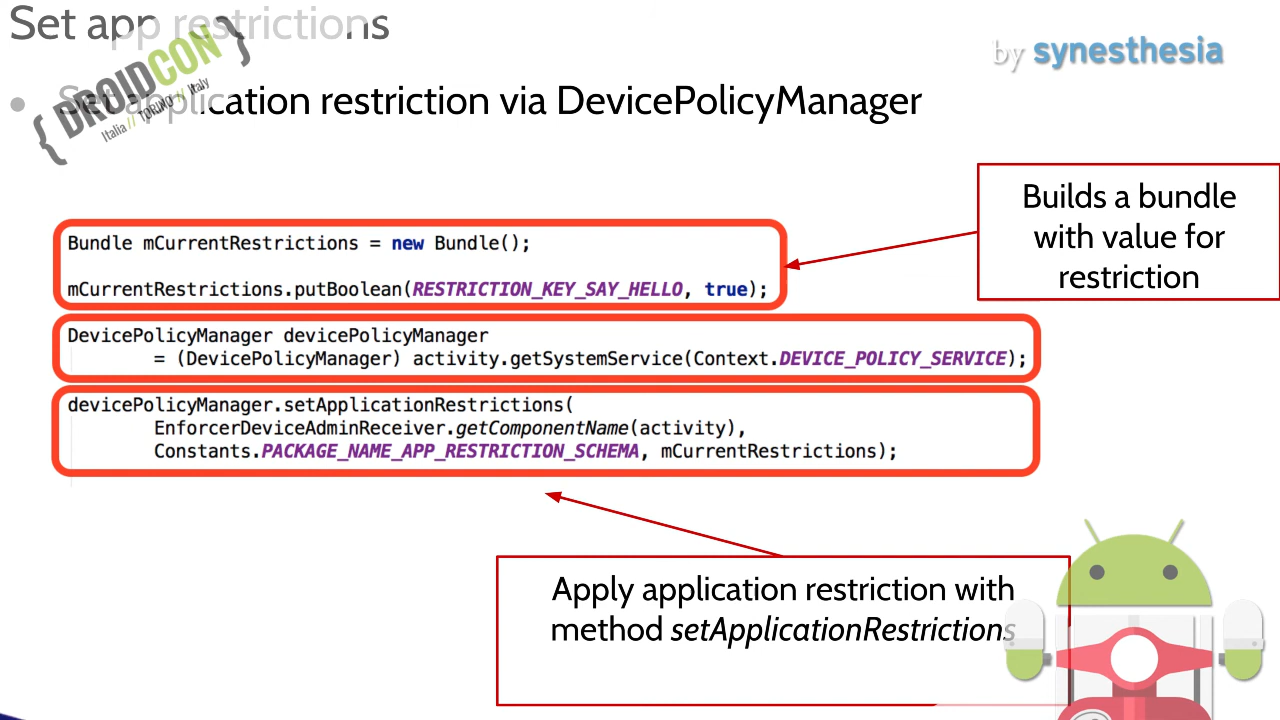 Set app restrictions
{ DROIDCON }
Italia // TORINO // Italy
by synesthesia
• Set application restriction via DevicePolicyManager
Builds a bundle
with value for
restriction
Bundle mCurrentRestrictions = new Bundle();
mCurrentRestrictions.putBoolean(RESTRICTION_KEY_SAY_HELLO, true);
DevicePolicyManager devicePolicyManager
= (DevicePolicyManager) activity.getSystemService(Context.DEVICE_POLICY_SERVICE);
devicePolicyManager.setApplicationRestrictions(
EnforcerDeviceAdminReceiver.getComponentName(activity),
Constants.PACKAGE_NAME_APP_RESTRICTION_SCHEMA, mCurrentRestrictions);
Apply application restriction with
method setApplicationRestrictions